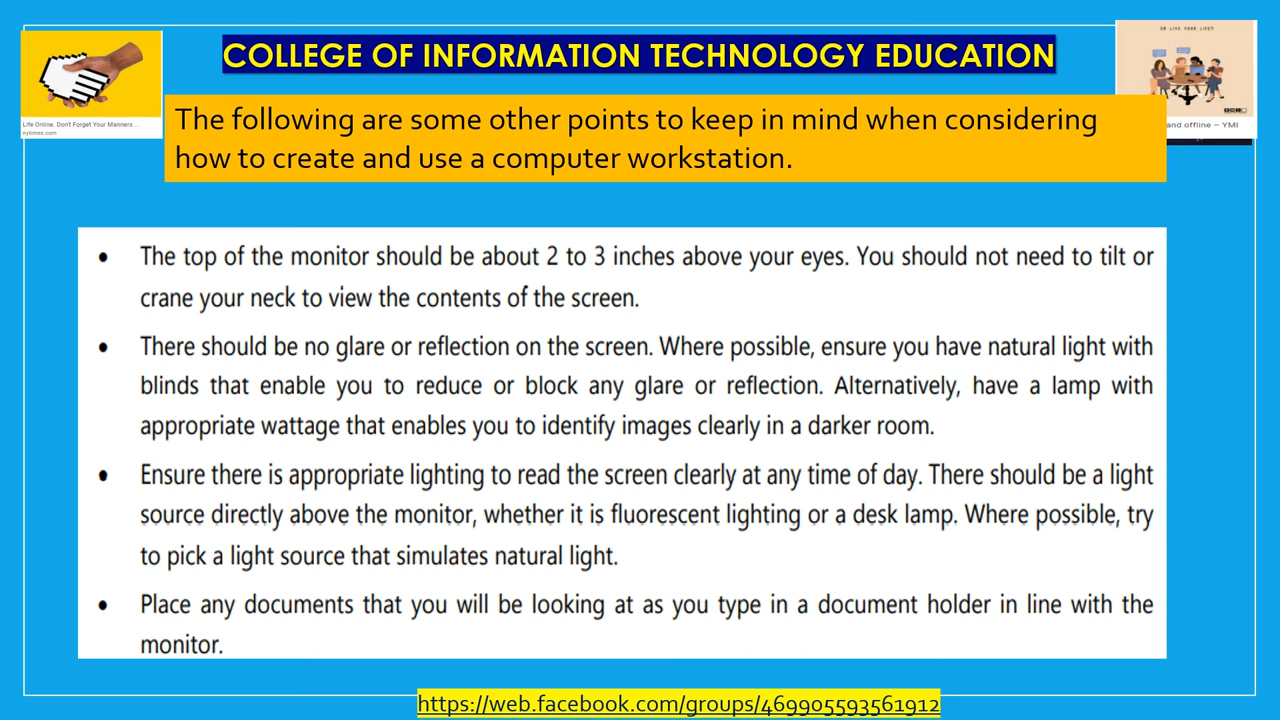 COLLEGE OF INFORMATION TECHNOLOGY EDUCATION
OR LIVE YOUR LIFE?
Life Online. Don't Forget Your Manners ...
nytimes.com
and offline – YMI
The following are some other points to keep in mind when considering
how to create and use a computer workstation.
• The top of the monitor should be about 2 to 3 inches above your eyes. You should not need to tilt or
crane your neck to view the contents of the screen.
• There should be no glare or reflection on the screen. Where possible, ensure you have natural light with
blinds that enable you to reduce or block any glare or reflection. Alternatively, have a lamp with
appropriate wattage that enables you to identify images clearly in a darker room.
• Ensure there is appropriate lighting to read the screen clearly at any time of day. There should be a light
source directly above the monitor, whether it is fluorescent lighting or a desk lamp. Where possible, try
to pick a light source that simulates natural light.
• Place any documents that you will be looking at as you type in a document holder in line with the
monitor.
https://web.facebook.com/groups/469905593561912